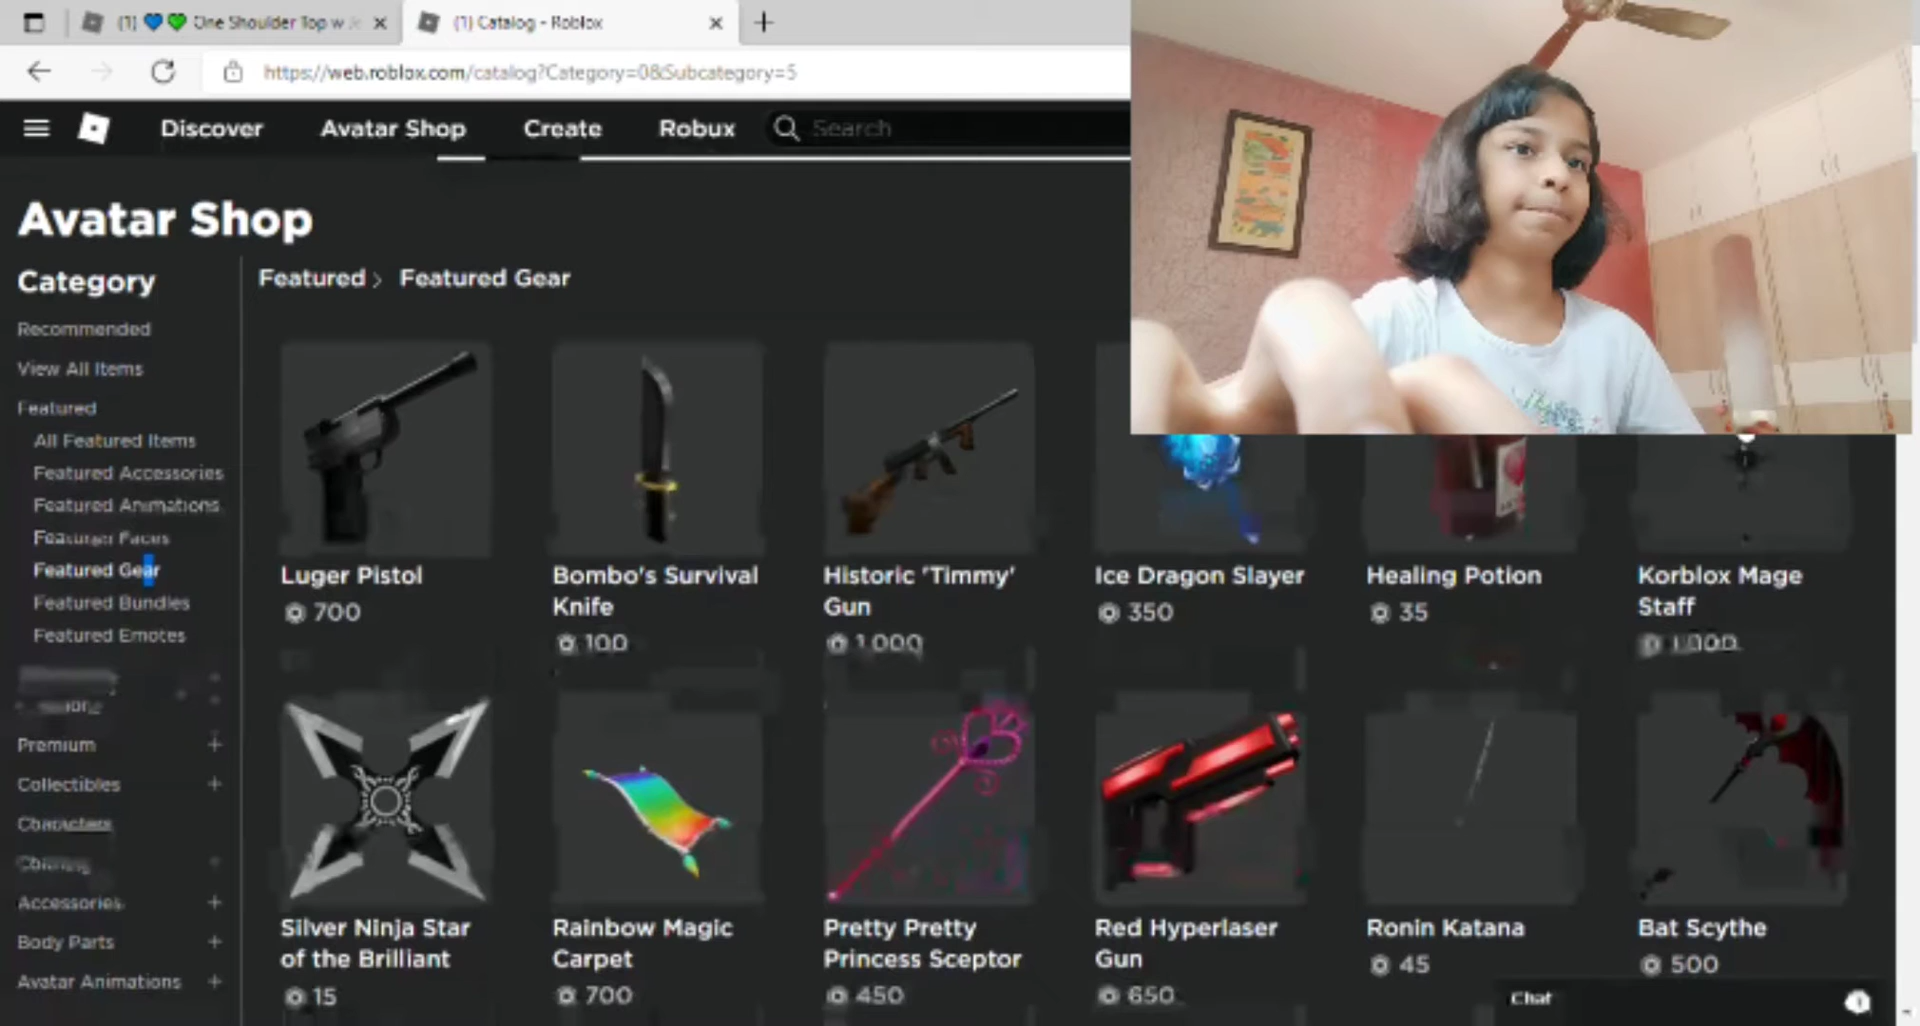 (1) 💙💚 One Shoulder Top w
(1) Catalog - Roblox
https://web.roblox.com/catalog?Category=0&Subcategory=5
Discover
Avatar Shop
Create
Robux
Search
Avatar Shop
Category
Featured > Featured Gear
Recommended
View All Items
Featured
All Featured Items
Featured Accessories
Featured Animations
Featured Gear
Featured Bundles
Featured Emotes
Premium +
Collectibles +
Characters
Accessories +
Body Parts +
Avatar Animations +
Luger Pistol
700
Bombo's Survival
Knife
100
Historic 'Timmy'
Gun
1,000
Ice Dragon Slayer
350
Healing Potion
35
Korblox Mage
Staff
Silver Ninja Star
of the Brilliant
15
Rainbow Magic
Carpet
700
Pretty Pretty
Princess Sceptor
450
Red Hyperlaser
Gun
650
Ronin Katana
45
Bat Scythe
500
Chat